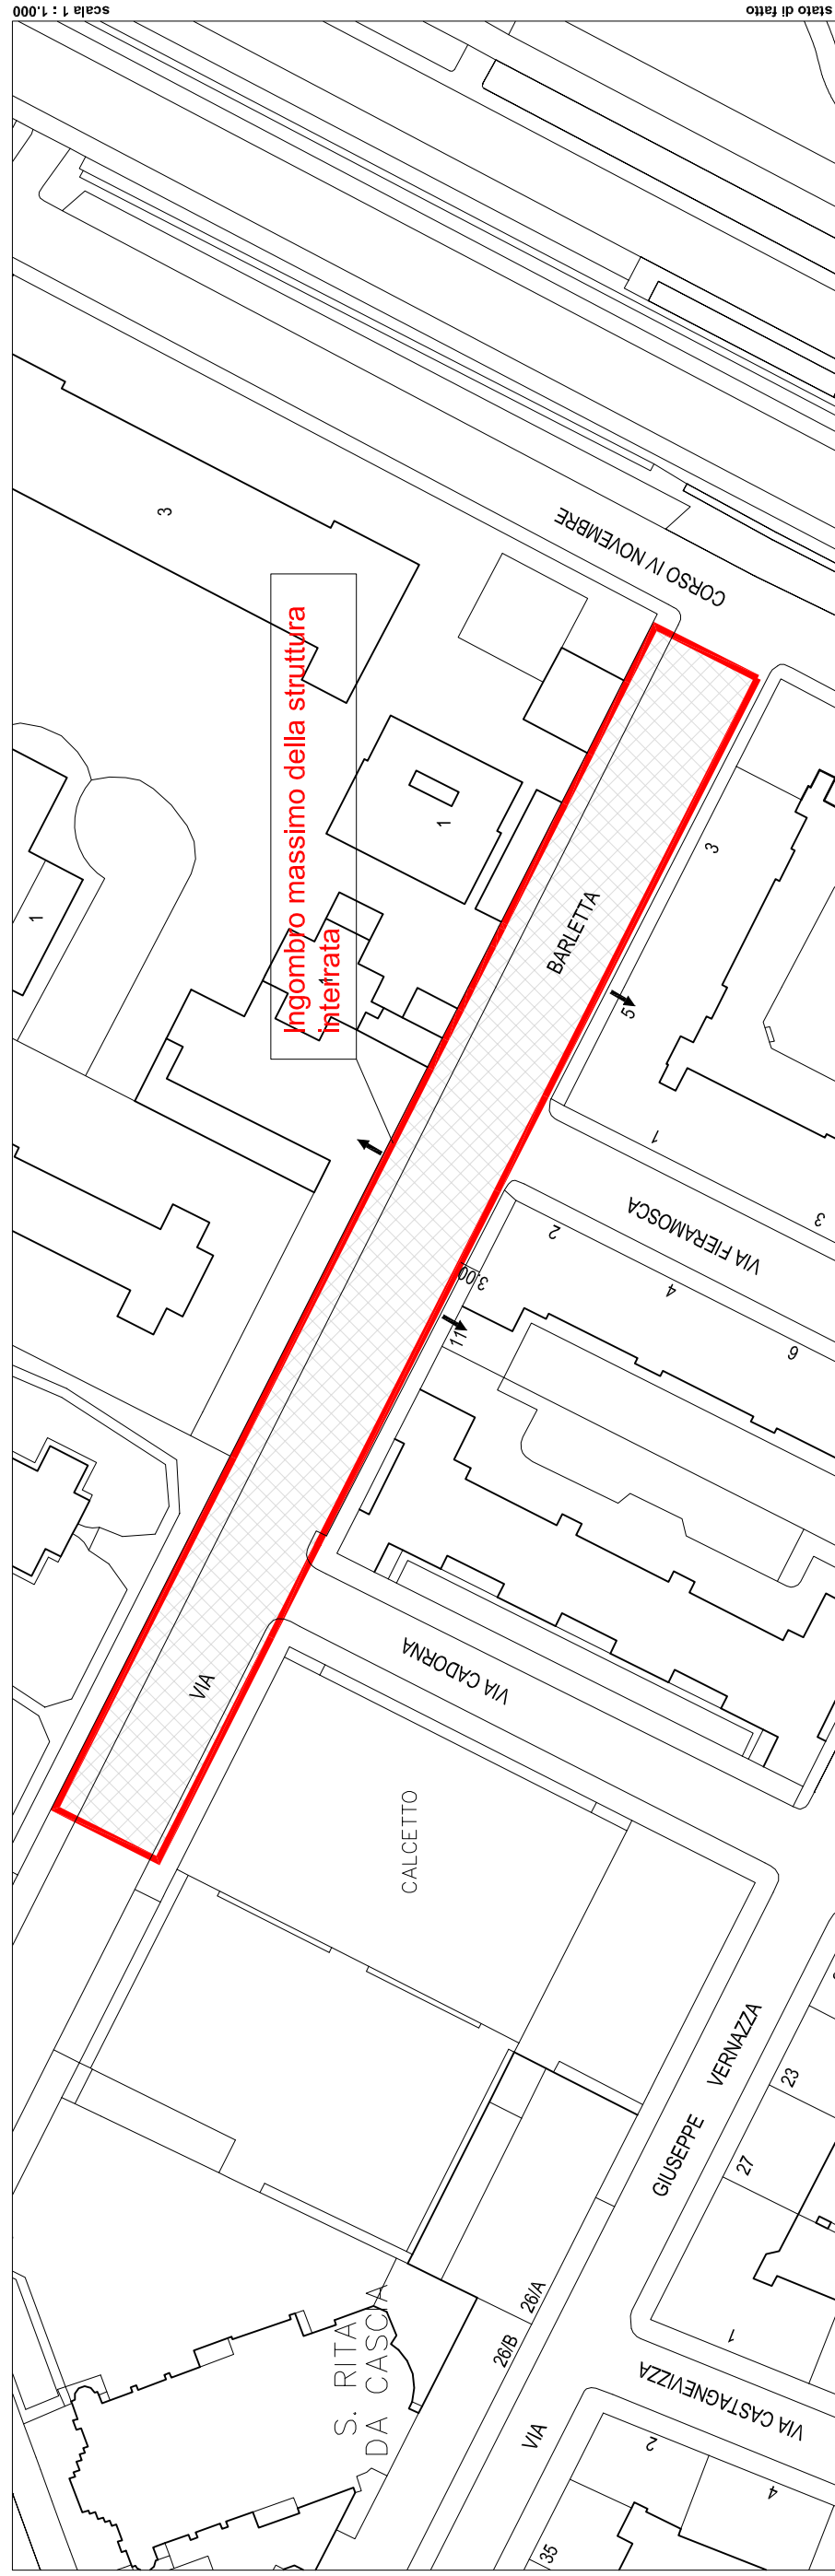 scala 1 : 1.000
stato di fatto
3
CORSO IV NOVEMBRE
Ingombro massimo della struttura
interrata
1
1
1
3
BARLETTA
5
1
3
VIA FIERAMOSCA
2
4
6
3,00
11
VIA
VIA CADORNA
CALCETTO
GIUSEPPE VERNAZZA
23
27
1
26/A
26/B
S. RITA
DA CASCIA
VIA CASTAGNEVIZZA
VIA
2
4
35